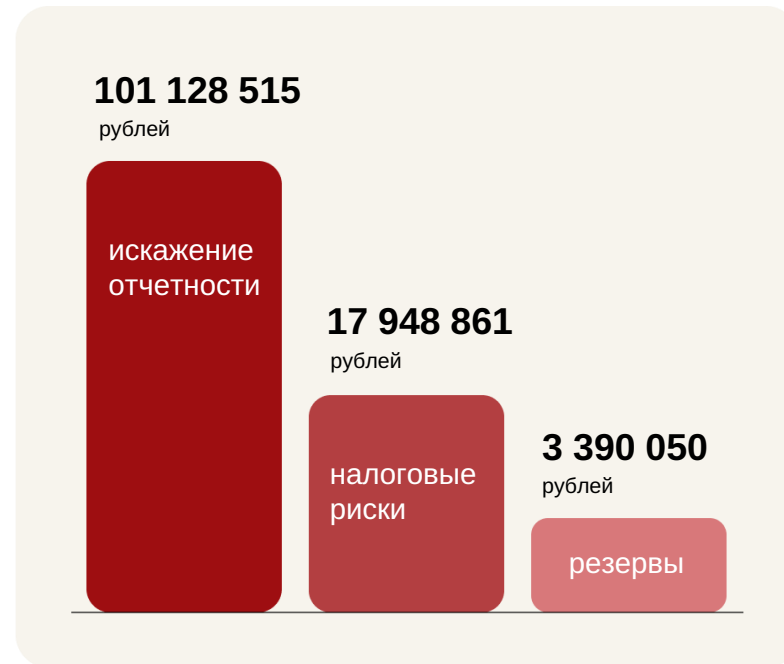 101 128 515
рублей
искажение
отчетности
17 948 861
рублей
налоговые
риски
3 390 050
рублей
резервы